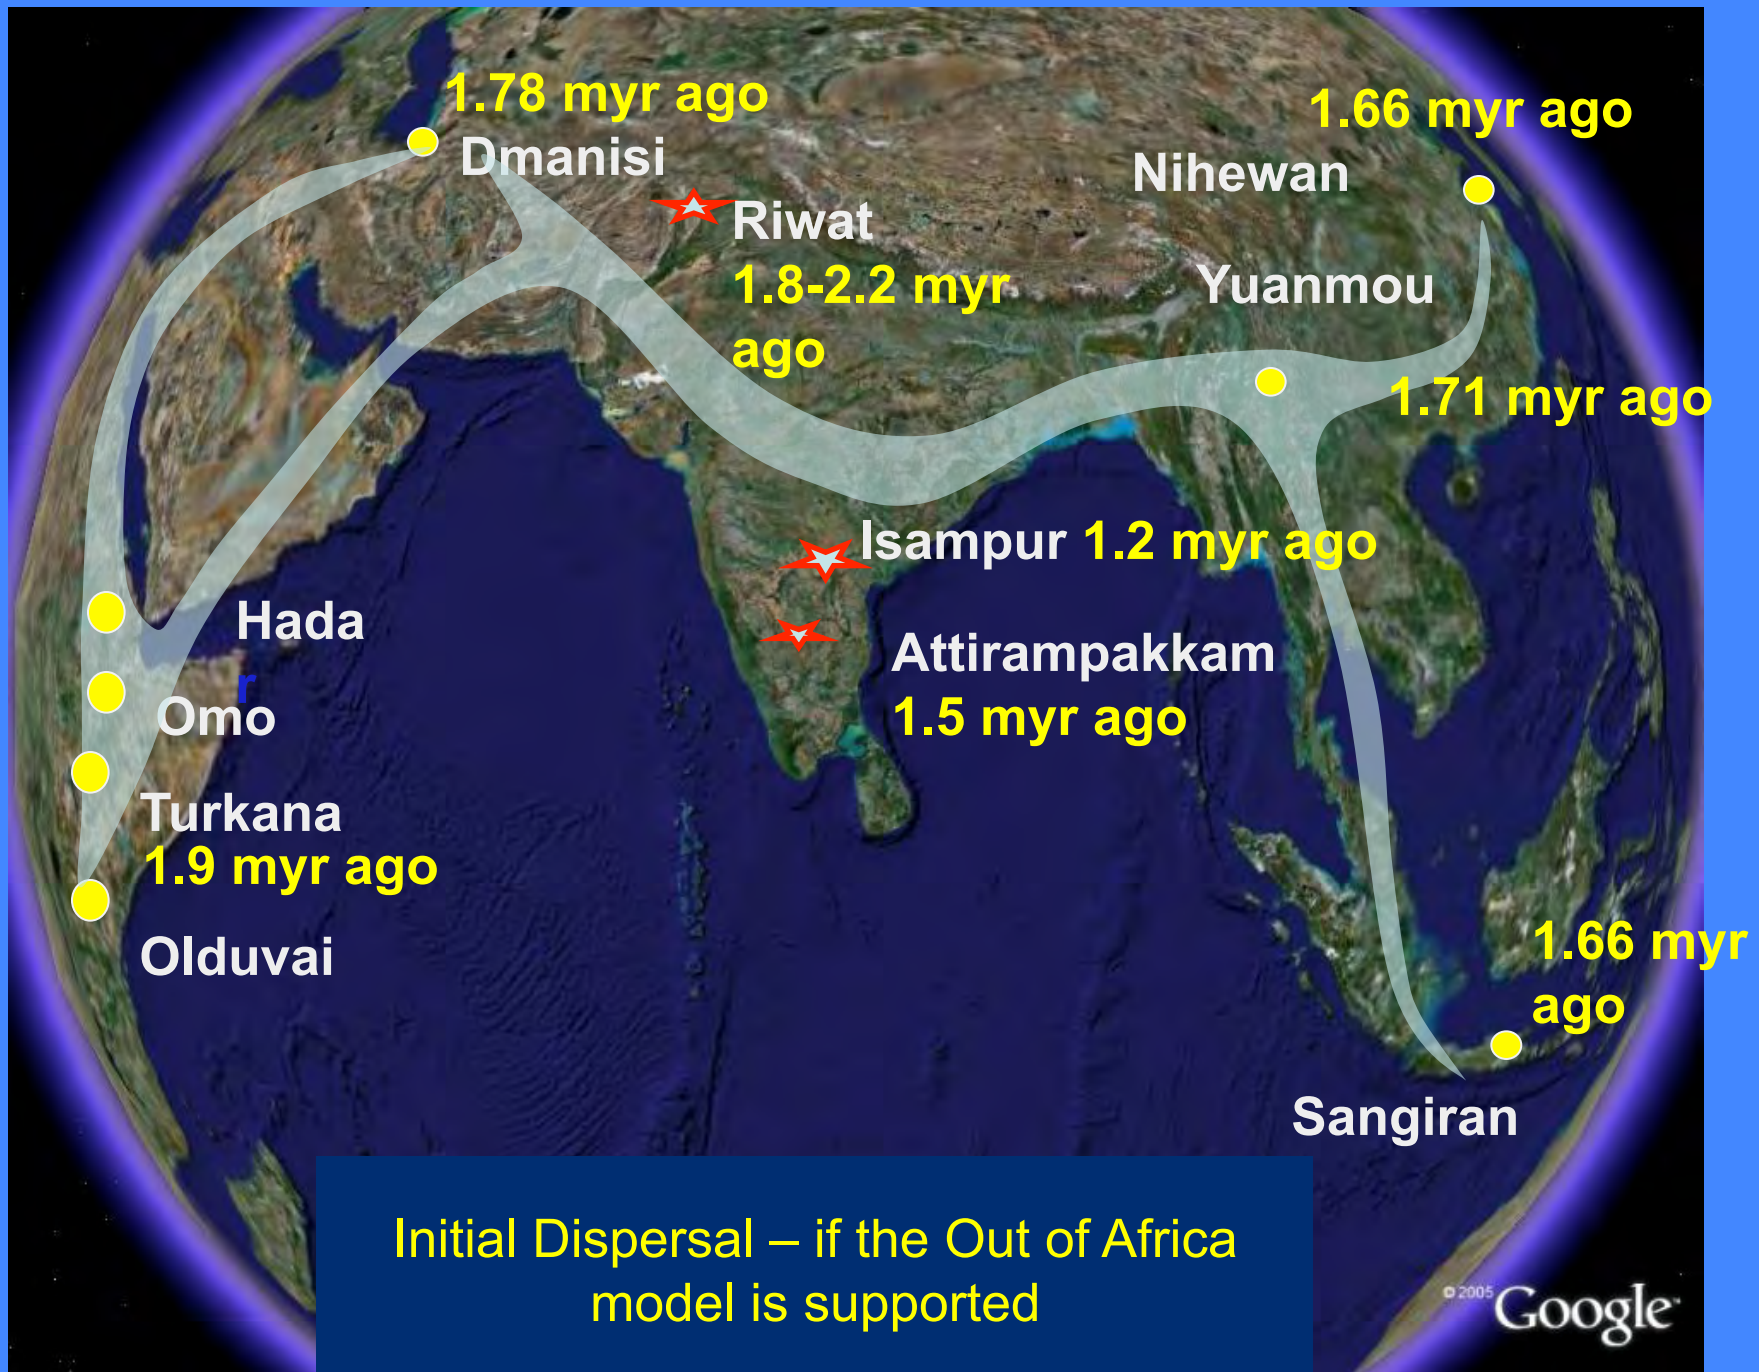 1.78 myr ago
Dmanisi
1.66 myr ago
Nihewan
Riwat
1.8-2.2 myr
ago
Yuanmou
1.71 myr ago
Isampur 1.2 myr ago
Attirampakkam
1.5 myr ago
Hada
r
Omo
Turkana
1.9 myr ago
Olduvai
1.66 myr
ago
Sangiran
Initial Dispersal – if the Out of Africa
model is supported
© 2005 Google™